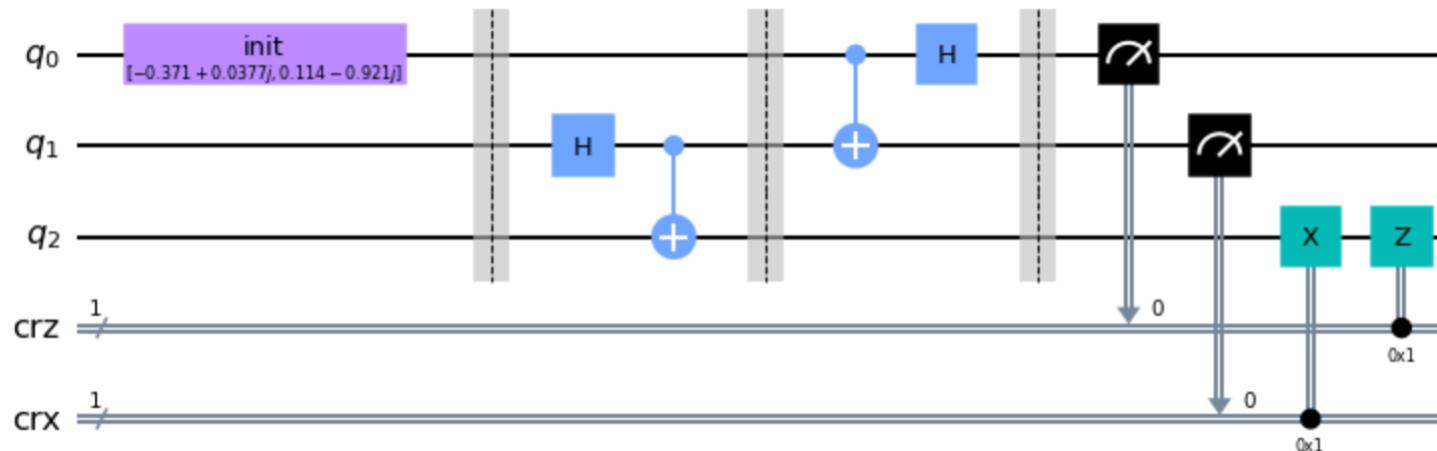 q0 init
[−0.371 + 0.0377j, 0.114 − 0.921j]
H
q1 H
q2 X Z
crz 1 0
0x1
crx 1 0
0x1